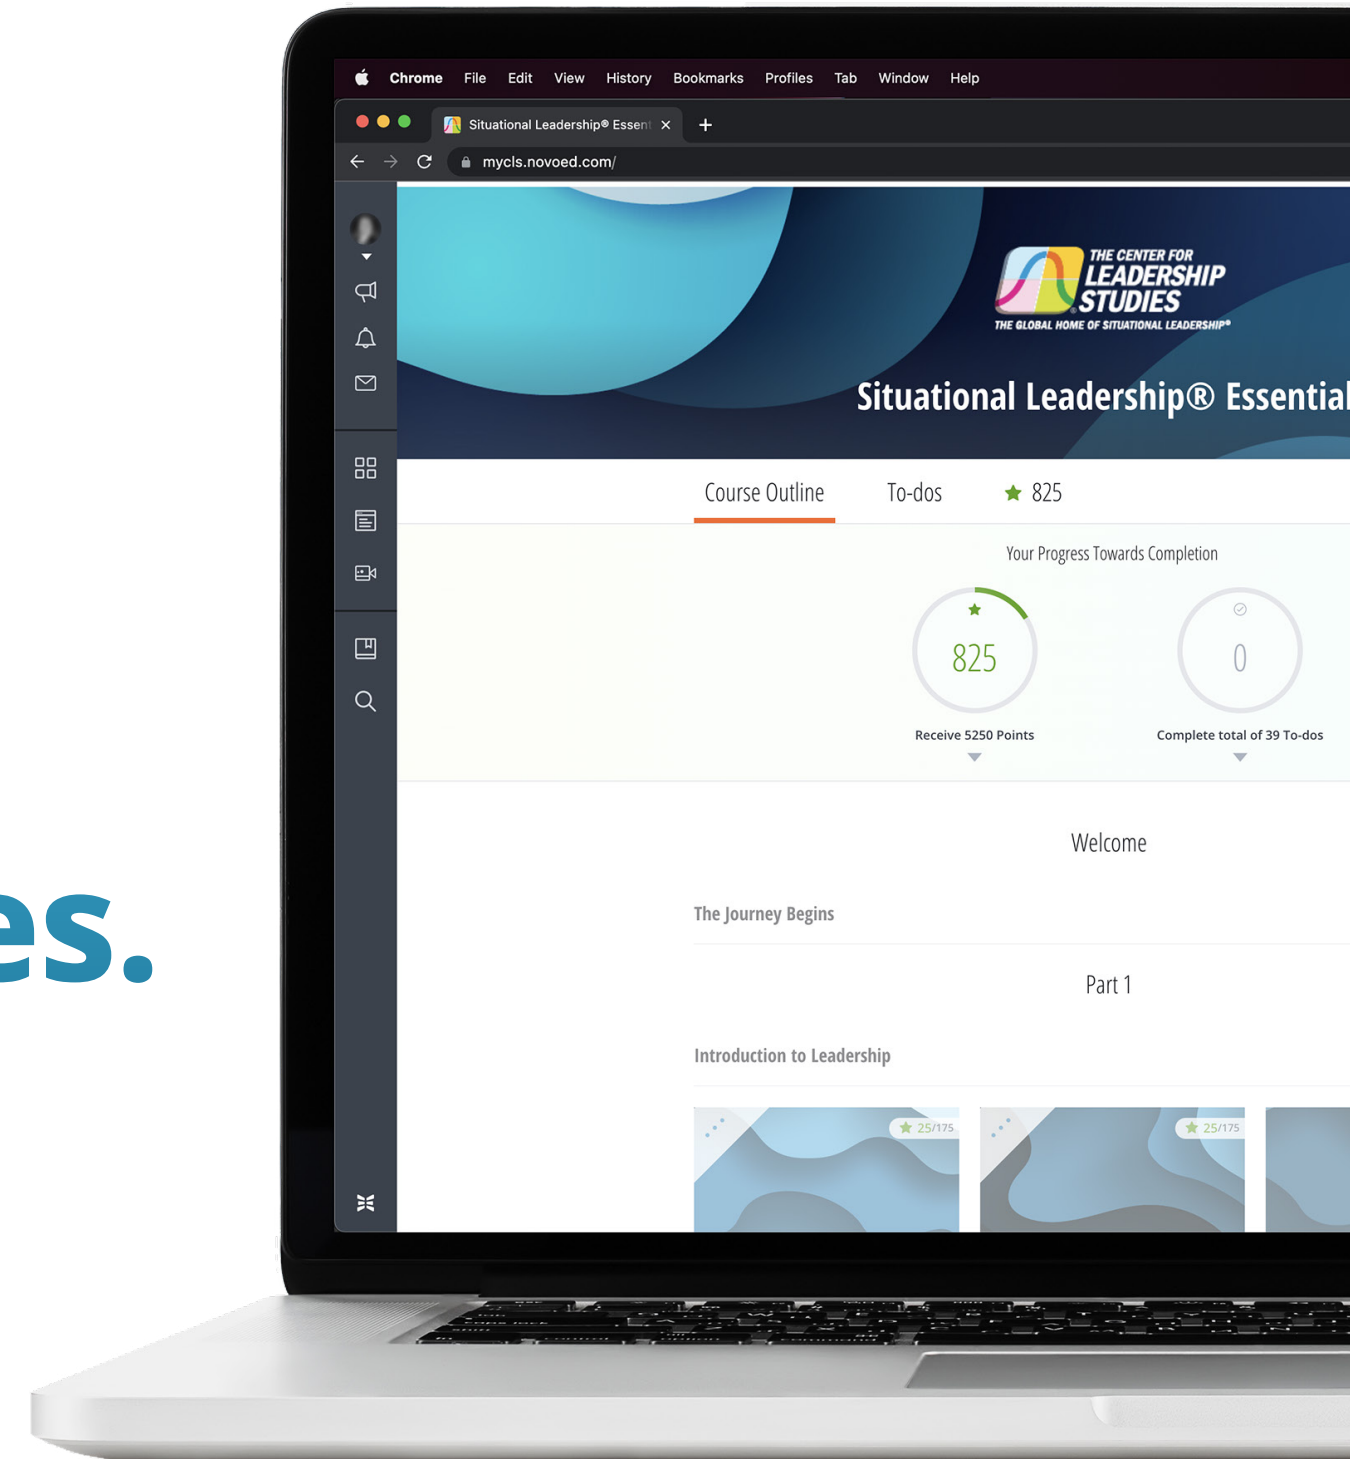 Chrome File Edit View History Bookmarks Profiles Tab Window Help
Situational Leadership® Essent
mycls.novoed.com/
THE CENTER FOR
LEADERSHIP
STUDIES
THE GLOBAL HOME OF SITUATIONAL LEADERSHIP®
Situational Leadership® Essential
Course Outline To-dos 825
Your Progress Towards Completion
825 0
Receive 5250 Points Complete total of 39 To-dos
Welcome
es.
The Journey Begins
Part 1
Introduction to Leadership
25/175 25/175
caps lock
control